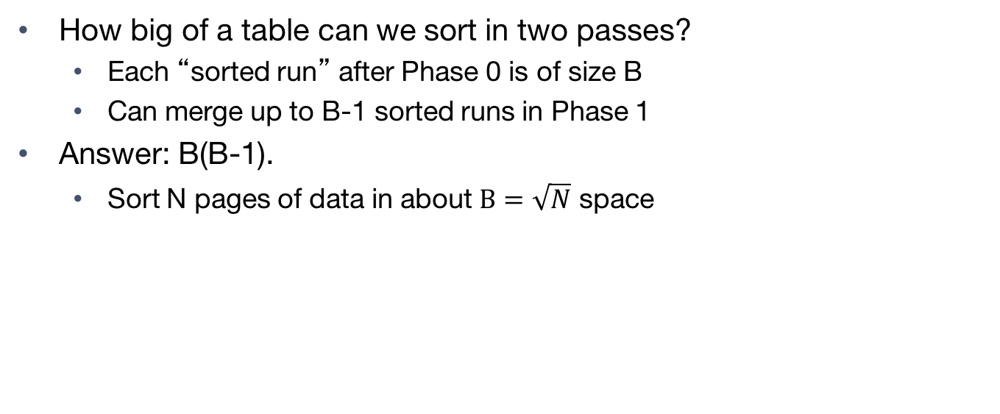 • How big of a table can we sort in two passes?
• Each “sorted run” after Phase 0 is of size B
• Can merge up to B-1 sorted runs in Phase 1
• Answer: B(B-1).
• Sort N pages of data in about B = √N space